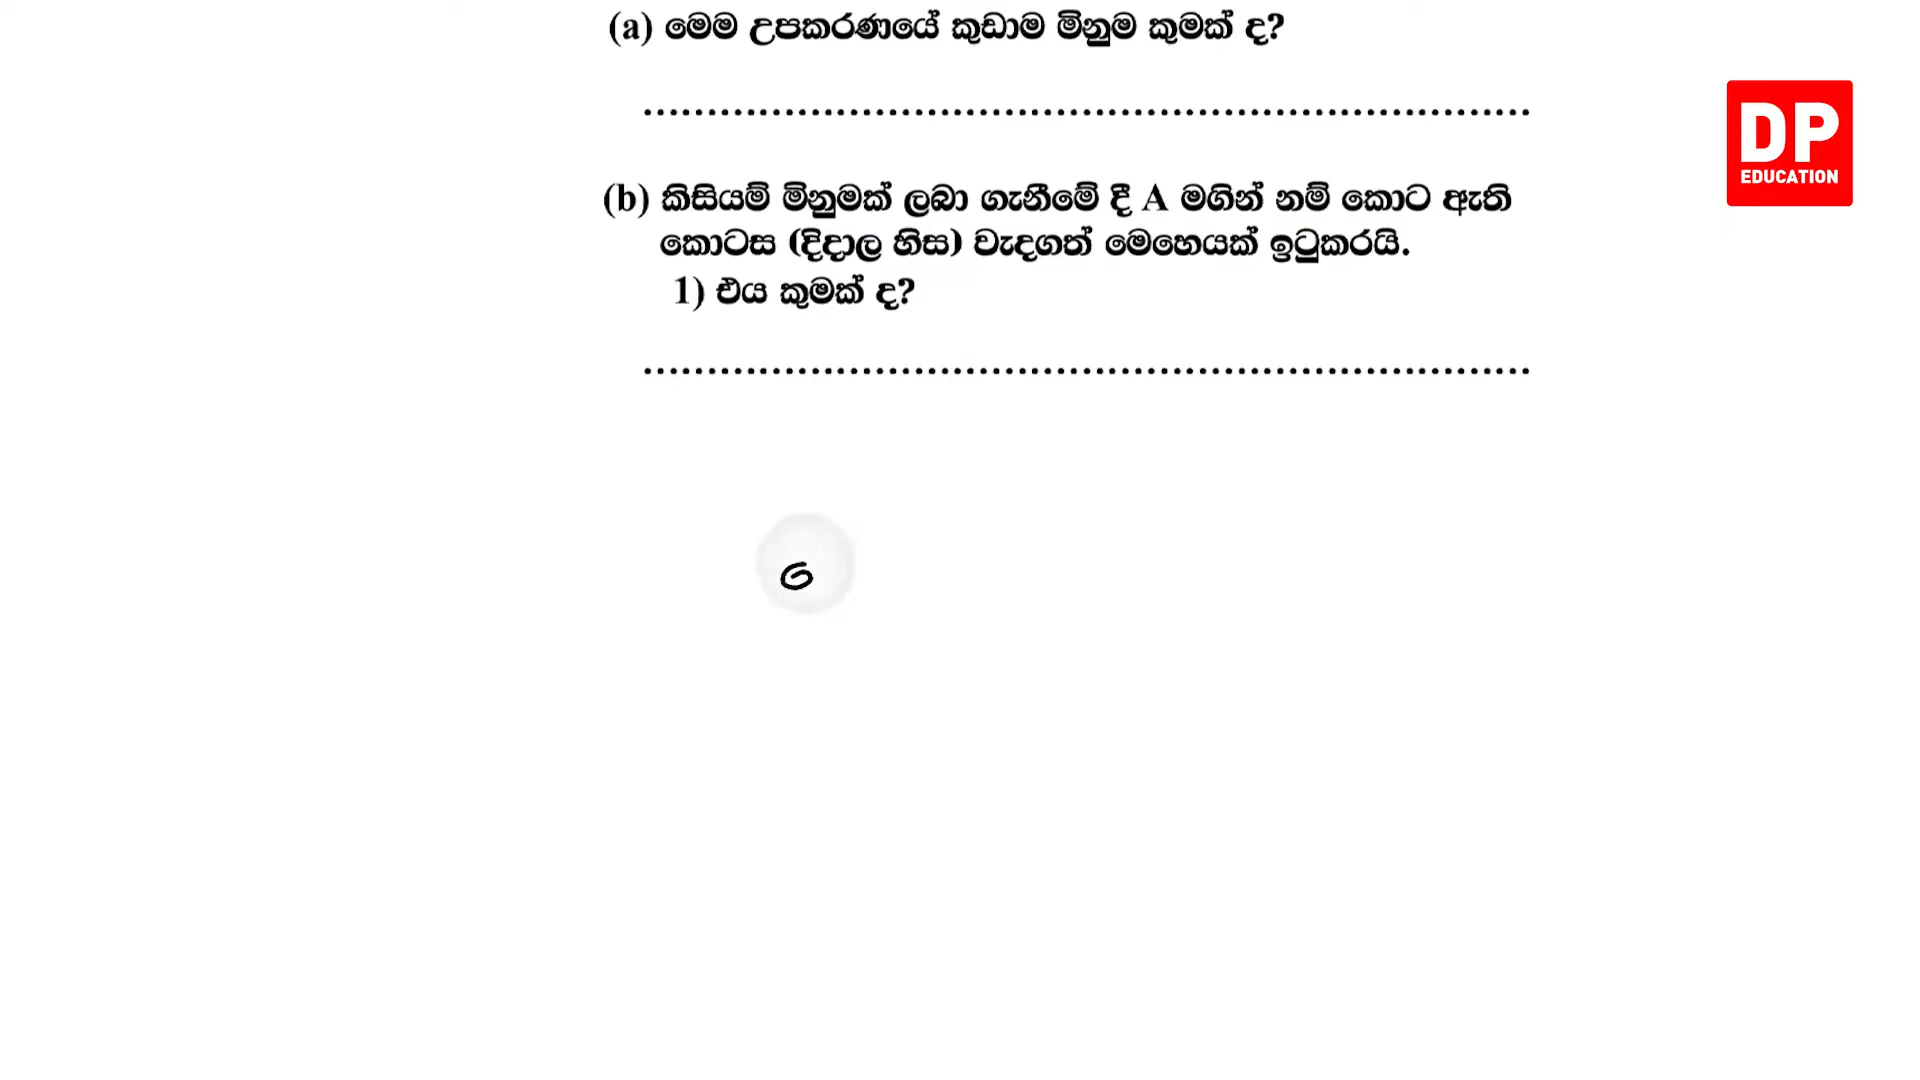 (a) මෙම උපකරණයේ කුඩාම මිනුම කුමක් ද?
....................................................................
DP
EDUCATION
(b) කිසියම් මිනුමක් ලබා ගැනීමේ දී A මගින් නම් කොට ඇති
කොටස (දිදාල හිස) වැදගත් මෙහෙයක් ඉටුකරයි.
1) එය කුමක් ද?
....................................................................